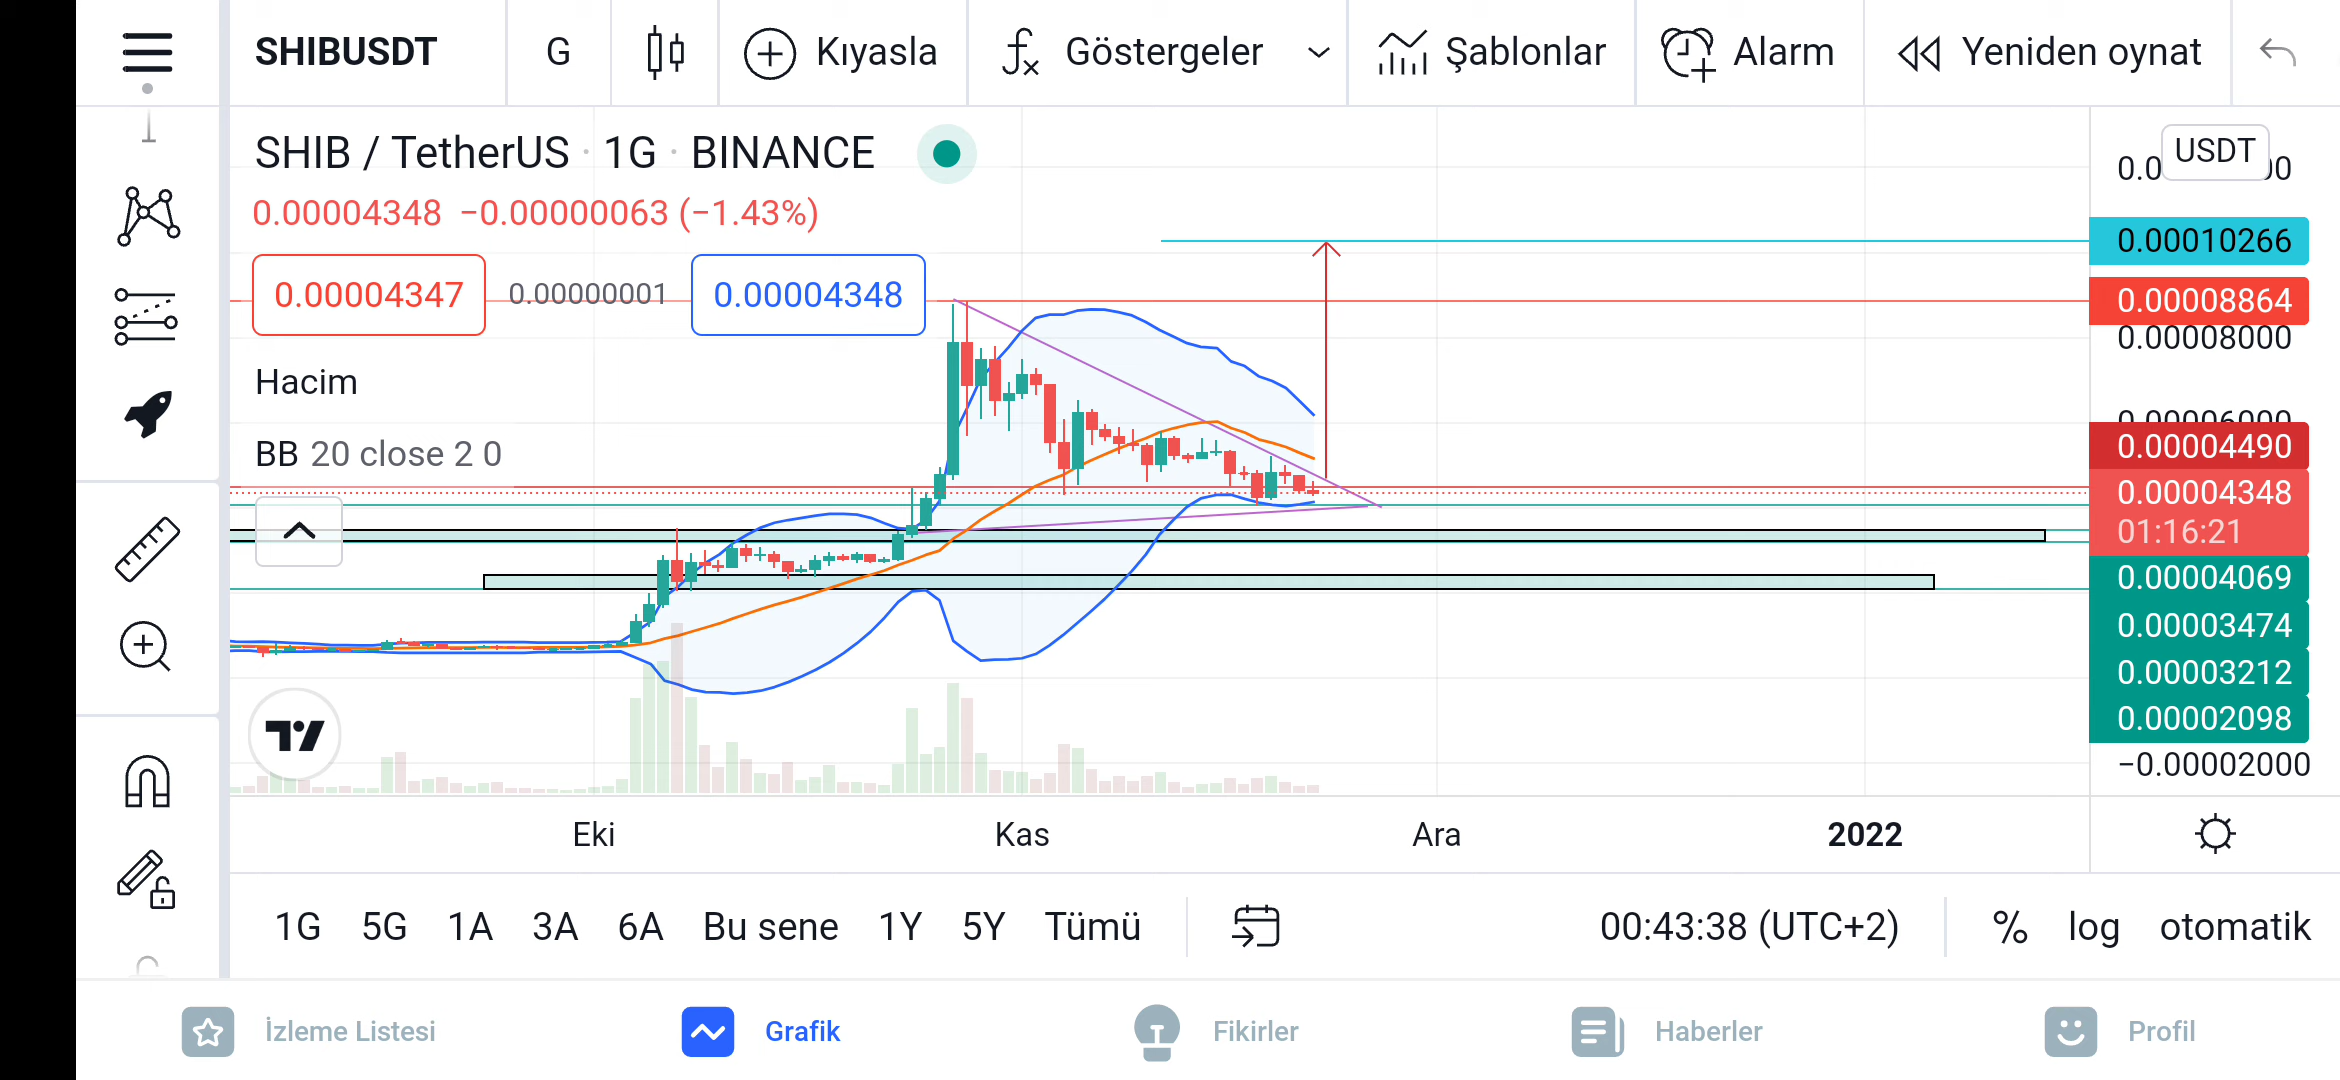 SHIBUSDT G Kıyasla Göstergeler Şablonlar Alarm Yeniden oynat
SHIB / TetherUS · 1G · BINANCE
0.00004348 −0.00000063 (−1.43%)
0.00004347 0.00000001 0.00004348
Hacim
BB 20 close 2 0
USDT
0.00010266
0.00008864
0.00008000
0.00006000
0.00004490
0.00004348
01:16:21
0.00004069
0.00003474
0.00003212
0.00002098
−0.00002000
Eki Kas Ara 2022
1G 5G 1A 3A 6A Bu sene 1Y 5Y Tümü 00:43:38 (UTC+2) % log otomatik
İzleme Listesi Grafik Fikirler Haberler Profil